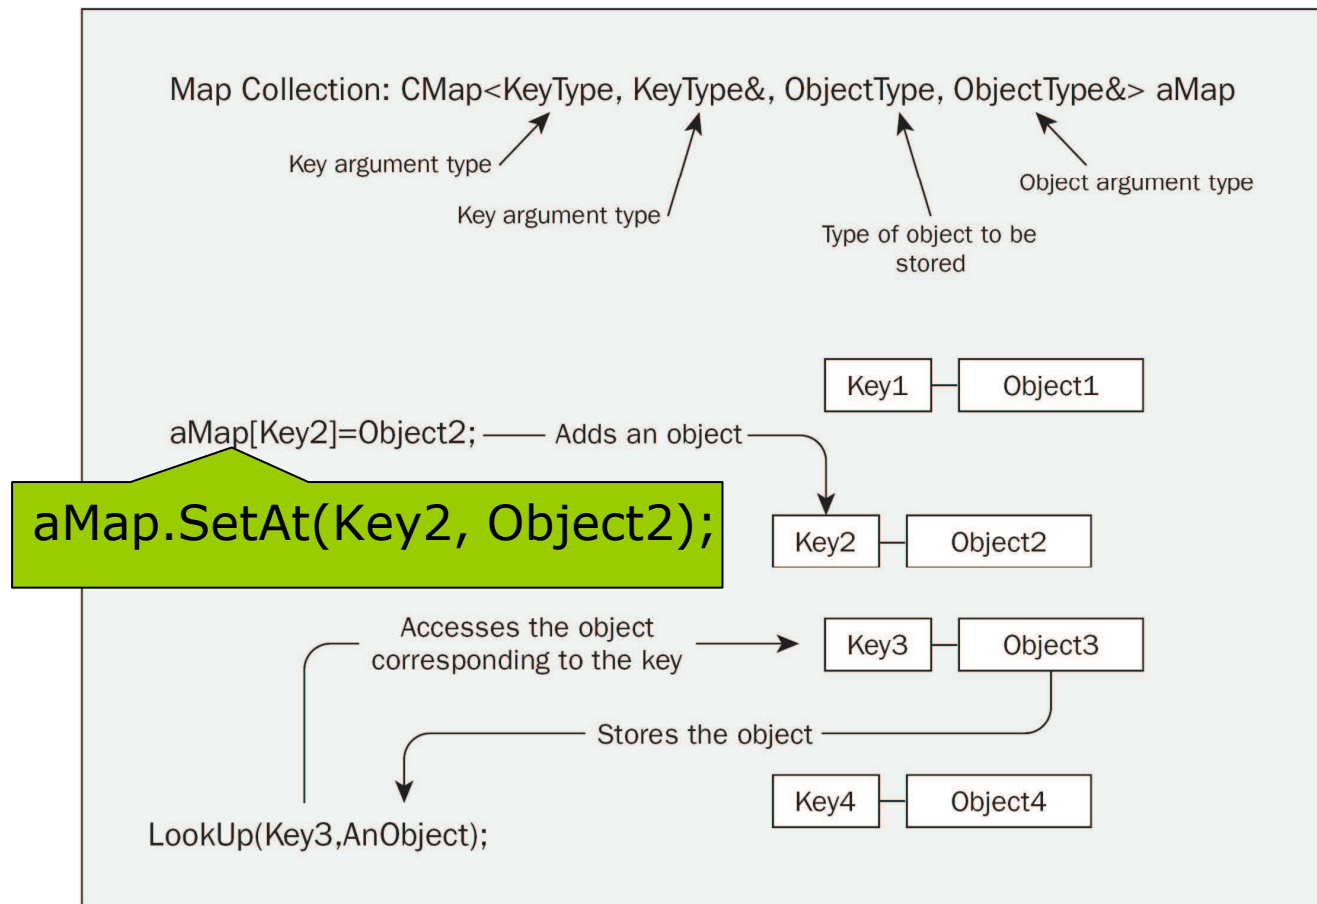 Map Collection: CMap<KeyType, KeyType&, ObjectType, ObjectType&> aMap
Key argument type
Key argument type
Object argument type
Type of object to be
stored
Key1
Object1
aMap[Key2]=Object2;
Adds an object
aMap.SetAt(Key2, Object2);
Key2
Object2
Accesses the object
corresponding to the key
Key3
Object3
Stores the object
Key4
Object4
LookUp(Key3,AnObject);